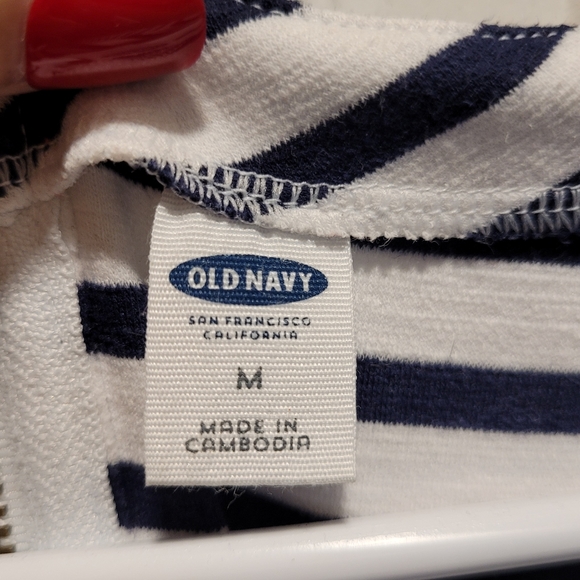 OLD NAVY
SAN FRANCISCO
CALIFORNIA
M
MADE IN
CAMBODIA